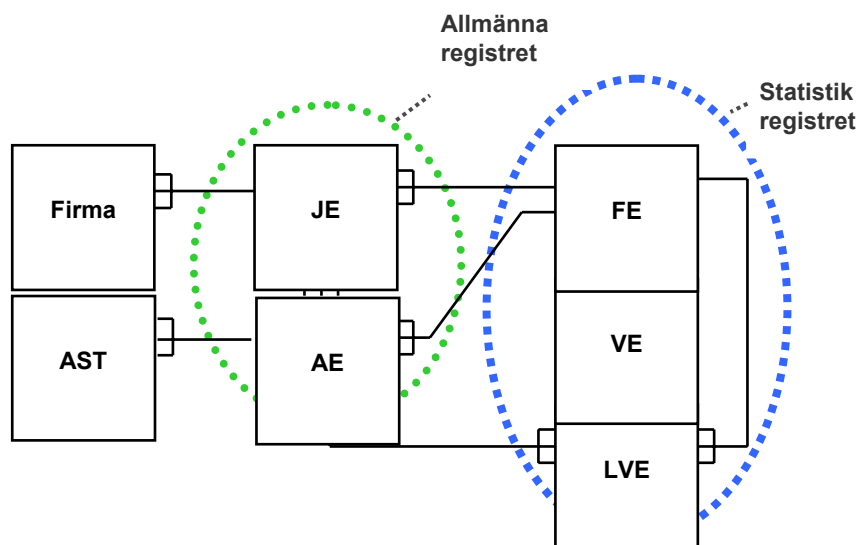 Allmänna
registret
Statistik
registret
Firma
JE
FE
AST
AE
VE
LVE